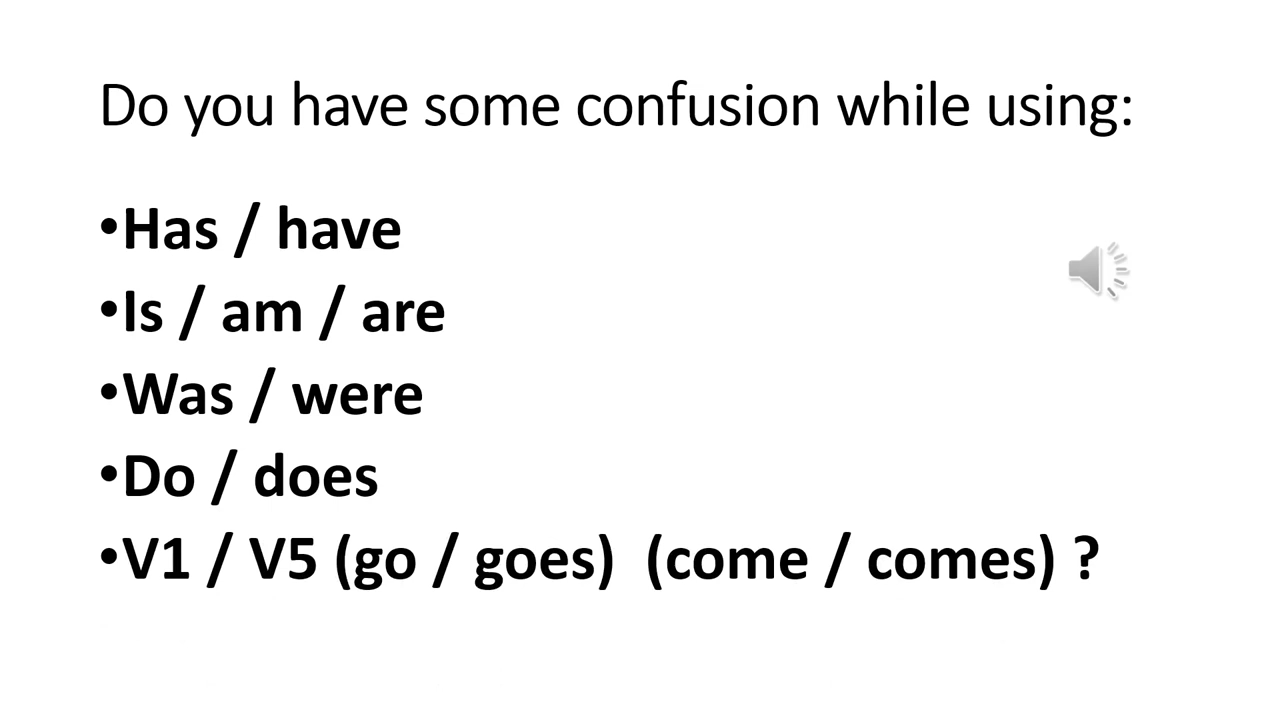 Do you have some confusion while using:
•Has / have
•Is / am / are
•Was / were
•Do / does
•V1 / V5 (go / goes)  (come / comes) ?